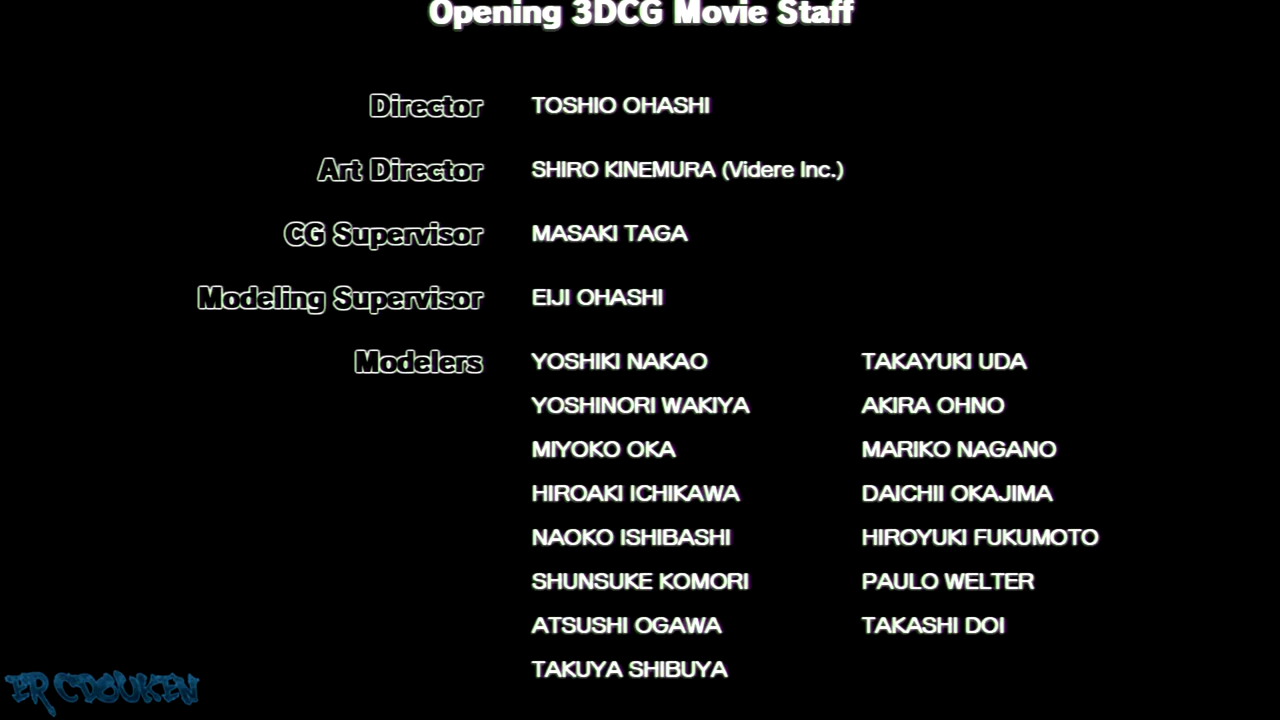 Opening 3DCG Movie Staff
Director TOSHIO OHASHI
Art Director SHIRO KINEMURA (Videre Inc.)
CG Supervisor MASAKI TAGA
Modeling Supervisor EIJI OHASHI
Modelers YOSHIKI NAKAO TAKAYUKI UDA
YOSHINORI WAKIYA AKIRA OHNO
MIYOKO OKA MARIKO NAGANO
HIROAKI ICHIKAWA DAICHII OKAJIMA
NAOKO ISHIBASHI HIROYUKI FUKUMOTO
SHUNSUKE KOMORI PAULO WELTER
ATSUSHI OGAWA TAKASHI DOI
TAKUYA SHIBUYA